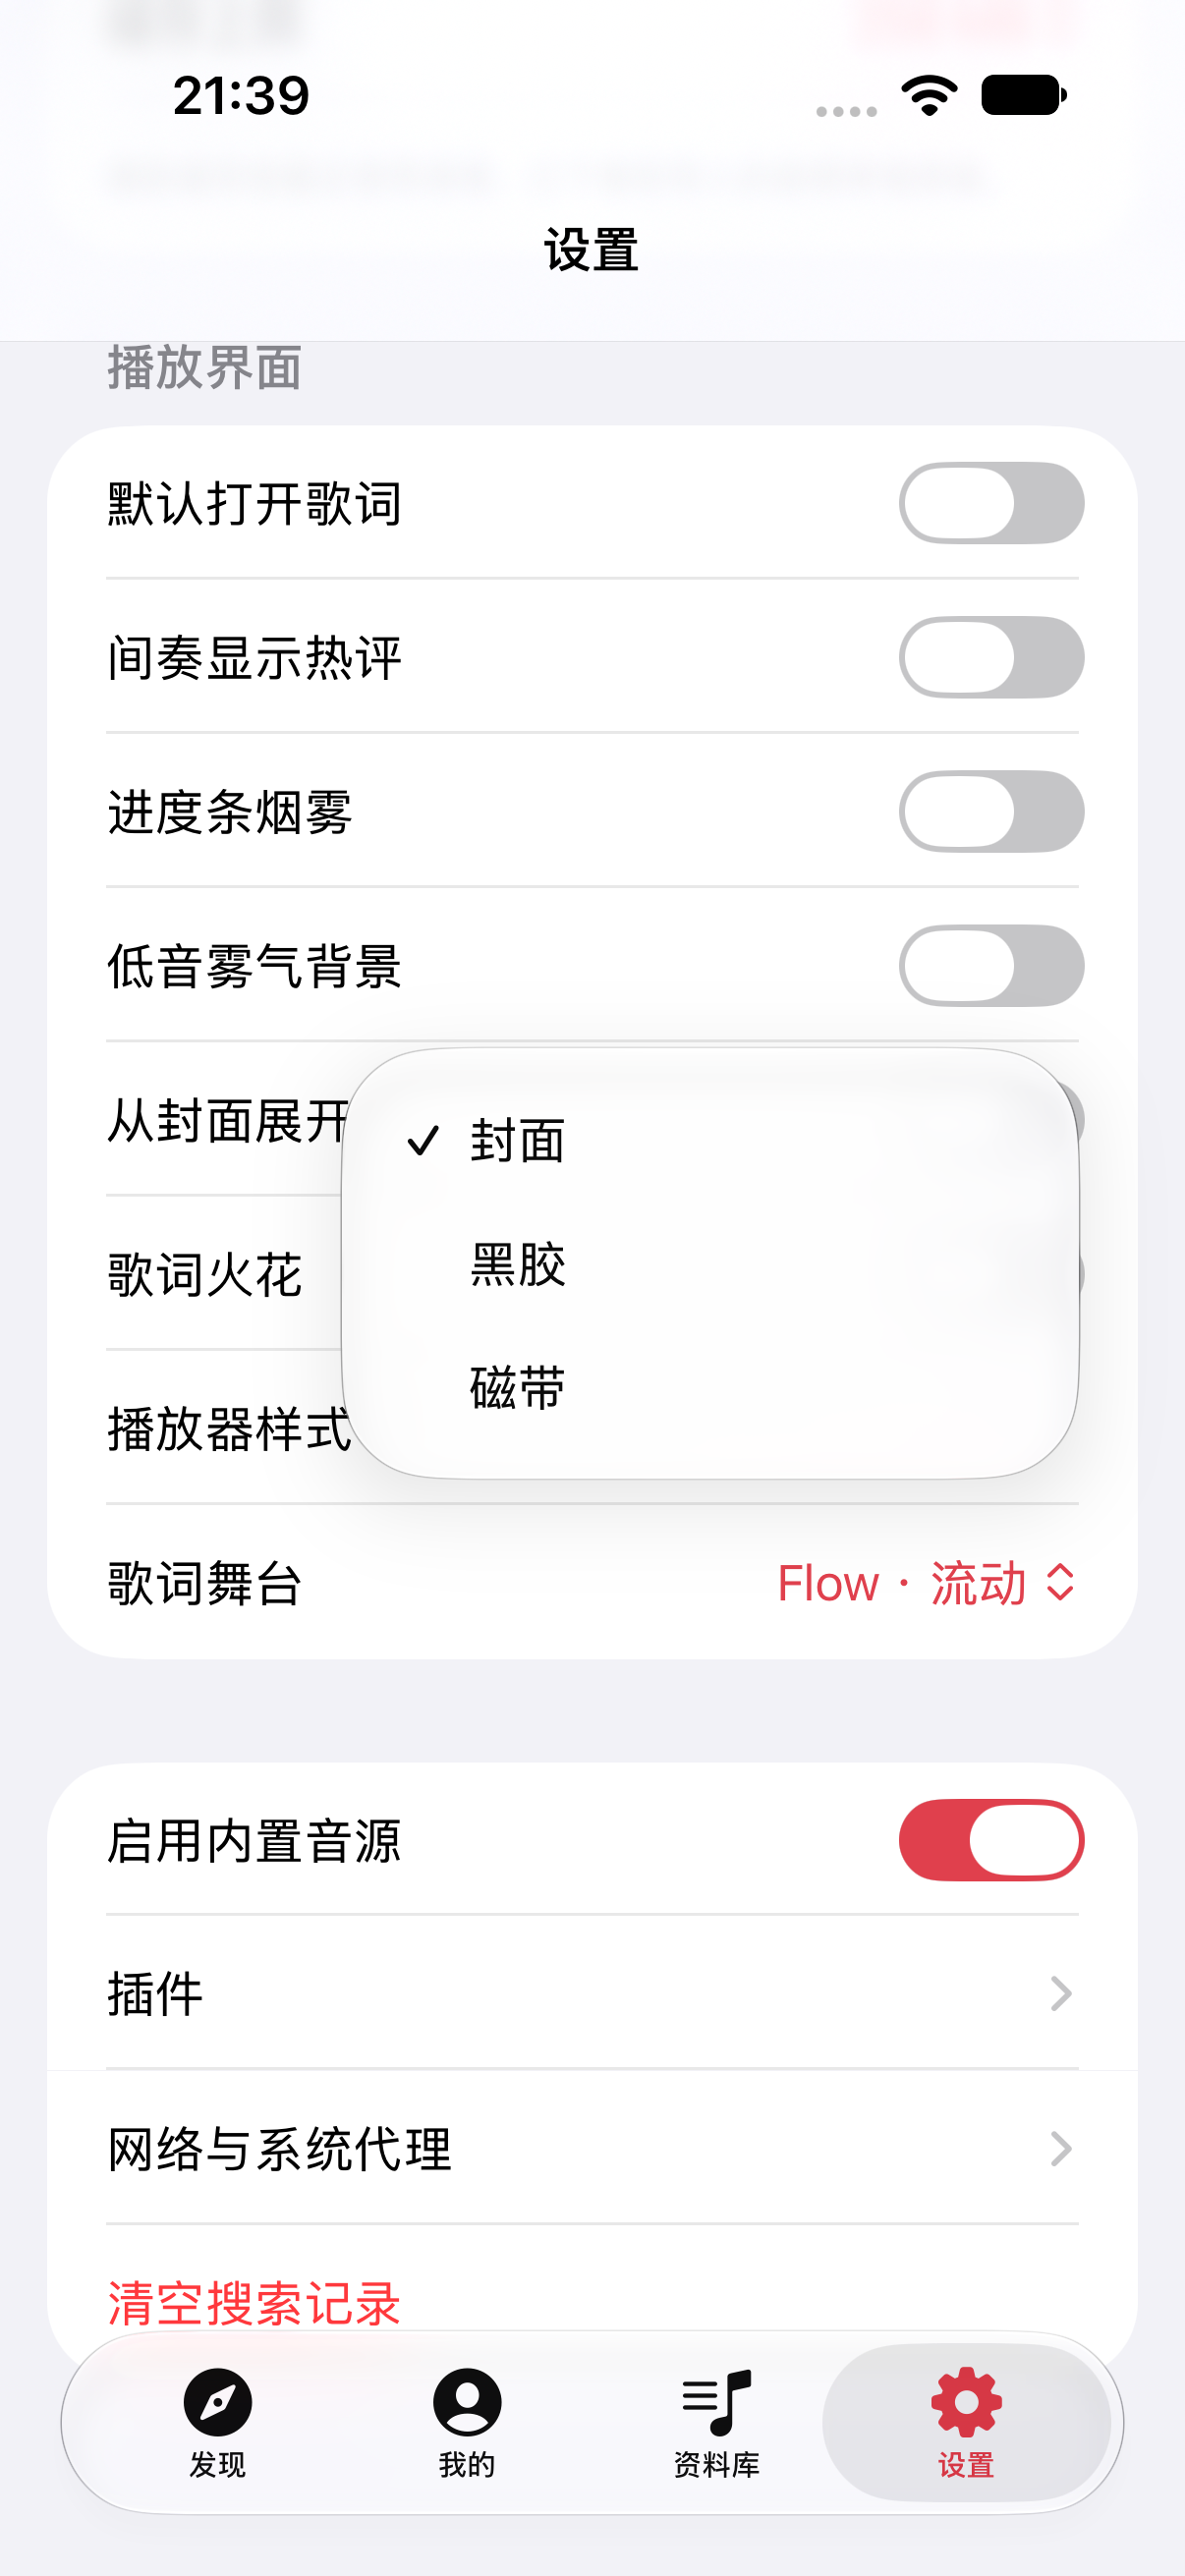 21:39
设置
播放界面
默认打开歌词
间奏显示热评
进度条烟雾
低音雾气背景
从封面展开
封面
黑胶
歌词火花
磁带
播放器样式
歌词舞台
Flow · 流动
启用内置音源
插件
网络与系统代理
清空搜索记录
发现
我的
资料库
设置